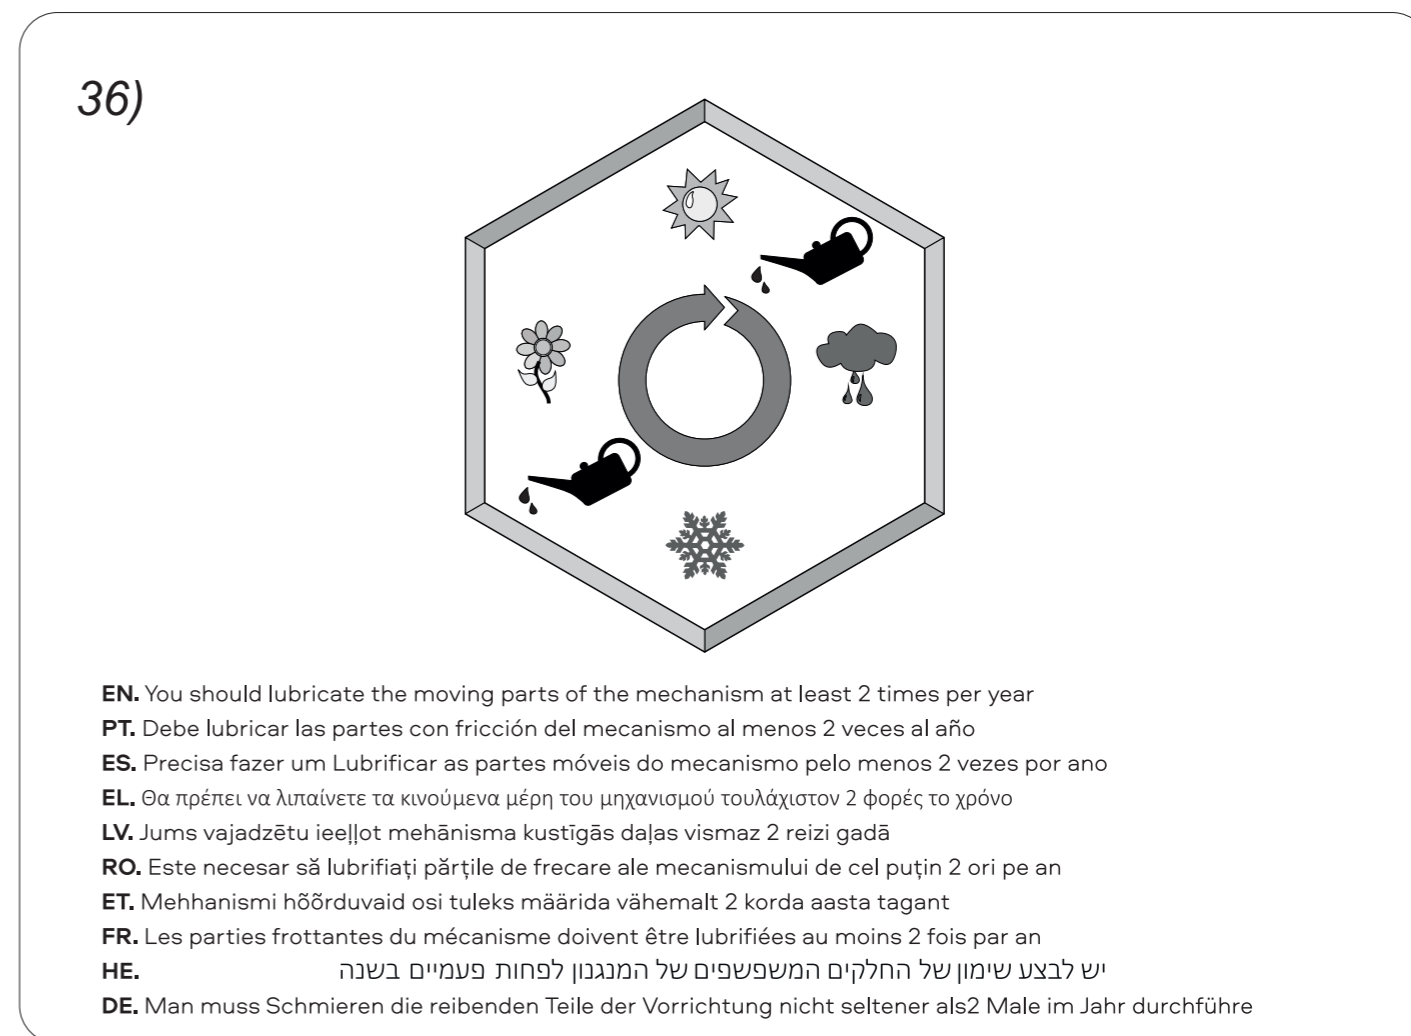 36)
EN. You should lubricate the moving parts of the mechanism at least 2 times per year
PT. Debe lubricar las partes con fricción del mecanismo al menos 2 veces al año
ES. Precisa fazer um Lubrificar as partes móveis do mecanismo pelo menos 2 vezes por ano
EL. Θα πρέπει να λιπαίνετε τα κινούμενα μέρη του μηχανισμού τουλάχιστον 2 φορές το χρόνο
LV. Jums vajadzētu ieeļļot mehānisma kustīgās daļas vismaz 2 reizi gadā
RO. Este necesar să lubrifiați părțile de frecare ale mecanismului de cel puțin 2 ori pe an
ET. Mehhanismi hõõrduvaid osi tuleks määrida vähemalt 2 korda aasta tagant
FR. Les parties frottantes du mécanisme doivent être lubrifiées au moins 2 fois par an
HE. יש לבצע שימון של החלקים המשפשפים של המנגנון לפחות פעמיים בשנה
DE. Man muss Schmieren die reibenden Teile der Vorrichtung nicht seltener als2 Male im Jahr durchführe